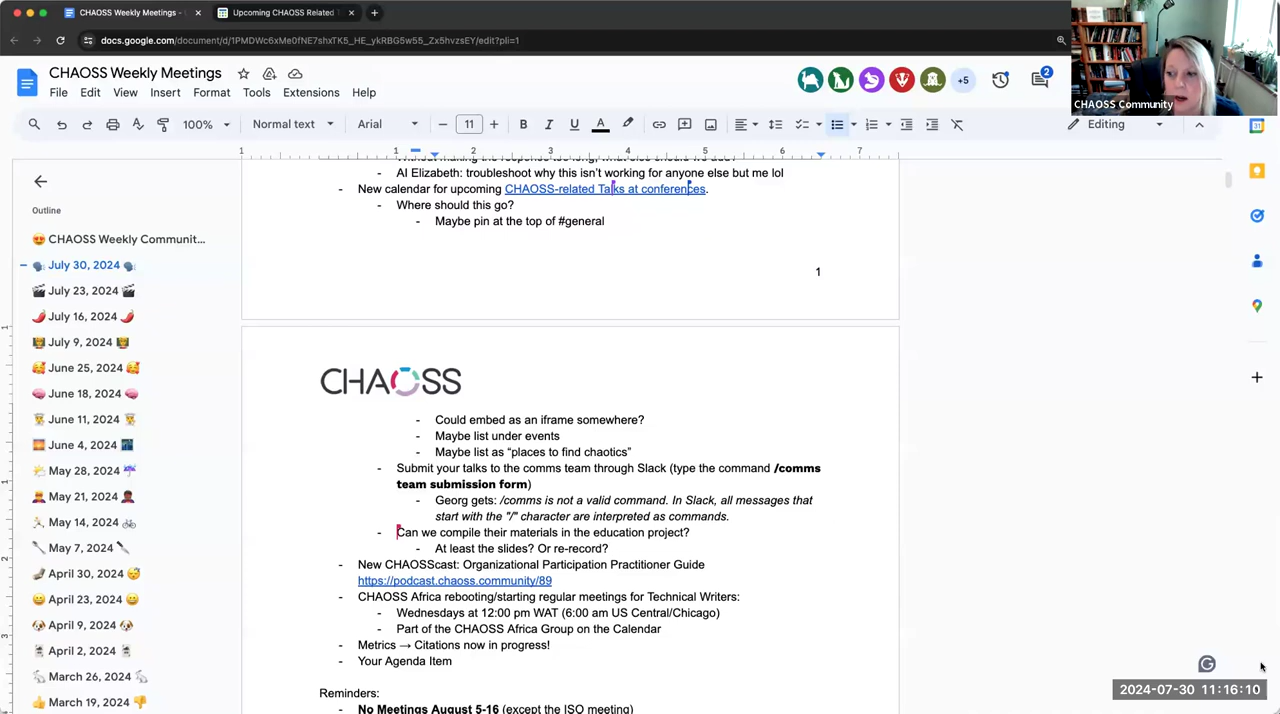 CHAOSS Weekly Meetings -
Upcoming CHAOSS Related T
docs.google.com/document/d/1PMDWc6xMe0fNE7shxTK5_HE_ykRBG5w55_Zx5hvzsEY/edit?pli=1
CHAOSS Weekly Meetings
File Edit View Insert Format Tools Extensions Help
+5
2
CHAOSS Community
100% Normal text Arial 11 Editing
1 1 2 3 4 5 6 7
AI Elizabeth: troubleshoot why this isn't working for anyone else but me lol
- New calendar for upcoming CHAOSS-related Talks at conferences.
- Where should this go?
- Maybe pin at the top of #general
1
Outline
😍 CHAOSS Weekly Communit...
🗣️ July 30, 2024 🗣️
🎬 July 23, 2024 🎬
🌶️ July 16, 2024 🌶️
July 9, 2024
🥰 June 25, 2024 🥰
🧠 June 18, 2024 🧠
June 11, 2024
🌅 June 4, 2024
May 28, 2024 ☔
May 21, 2024
May 14, 2024 🚲
May 7, 2024
April 30, 2024 😴
😀 April 23, 2024 😀
🐶 April 9, 2024 🐶
April 2, 2024
🐇 March 26, 2024 🐇
👍 March 19, 2024 👎
CHAOSS
- Could embed as an iframe somewhere?
- Maybe list under events
- Maybe list as “places to find chaotics”
- Submit your talks to the comms team through Slack (type the command /comms
team submission form)
- Georg gets: /comms is not a valid command. In Slack, all messages that
start with the "/" character are interpreted as commands.
- Can we compile their materials in the education project?
- At least the slides? Or re-record?
- New CHAOSScast: Organizational Participation Practitioner Guide
https://podcast.chaoss.community/89
- CHAOSS Africa rebooting/starting regular meetings for Technical Writers:
- Wednesdays at 12:00 pm WAT (6:00 am US Central/Chicago)
- Part of the CHAOSS Africa Group on the Calendar
- Metrics → Citations now in progress!
- Your Agenda Item
Reminders:
- No Meetings August 5-16 (except the ISO meeting)
2024-07-30 11:16:10